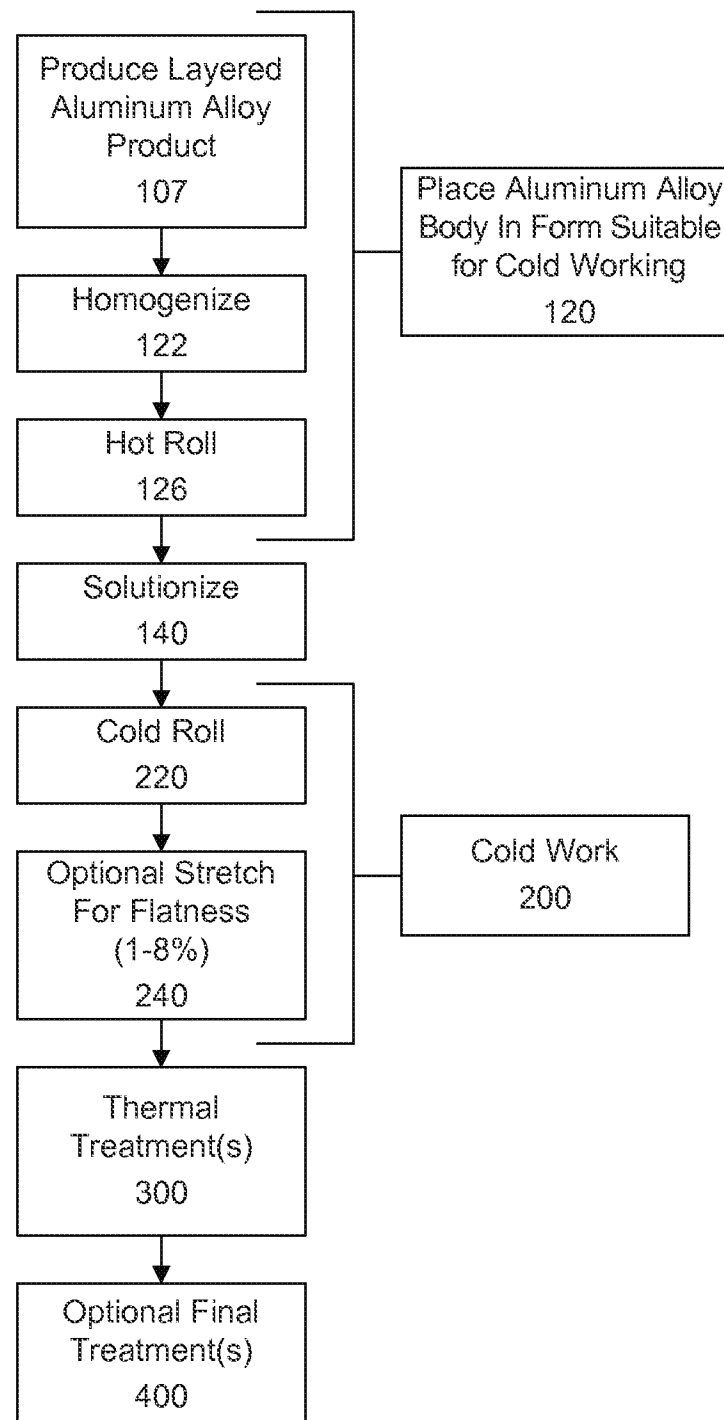 Produce Layered
Aluminum Alloy
Product
107
Place Aluminum Alloy
Body In Form Suitable
for Cold Working
120
Homogenize
122
Hot Roll
126
Solutionize
140
Cold Roll
220
Optional Stretch
For Flatness
(1-8%)
240
Cold Work
200
Thermal
Treatment(s)
300
Optional Final
Treatment(s)
400